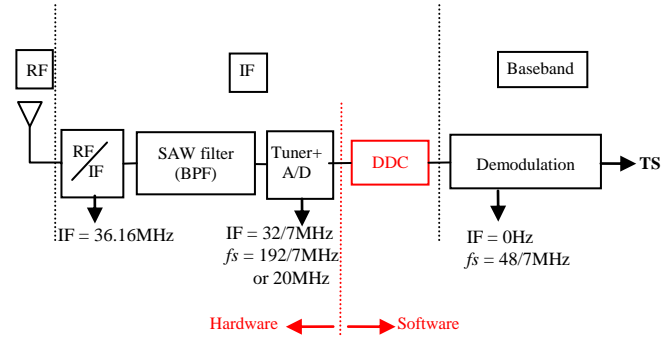 RF
IF
Baseband
RF
IF
SAW filter
(BPF)
Tuner+
A/D
DDC
Demodulation
TS
IF = 36.16MHz
IF = 32/7MHz
fs = 192/7MHz
or 20MHz
IF = 0Hz
fs = 48/7MHz
Hardware
Software